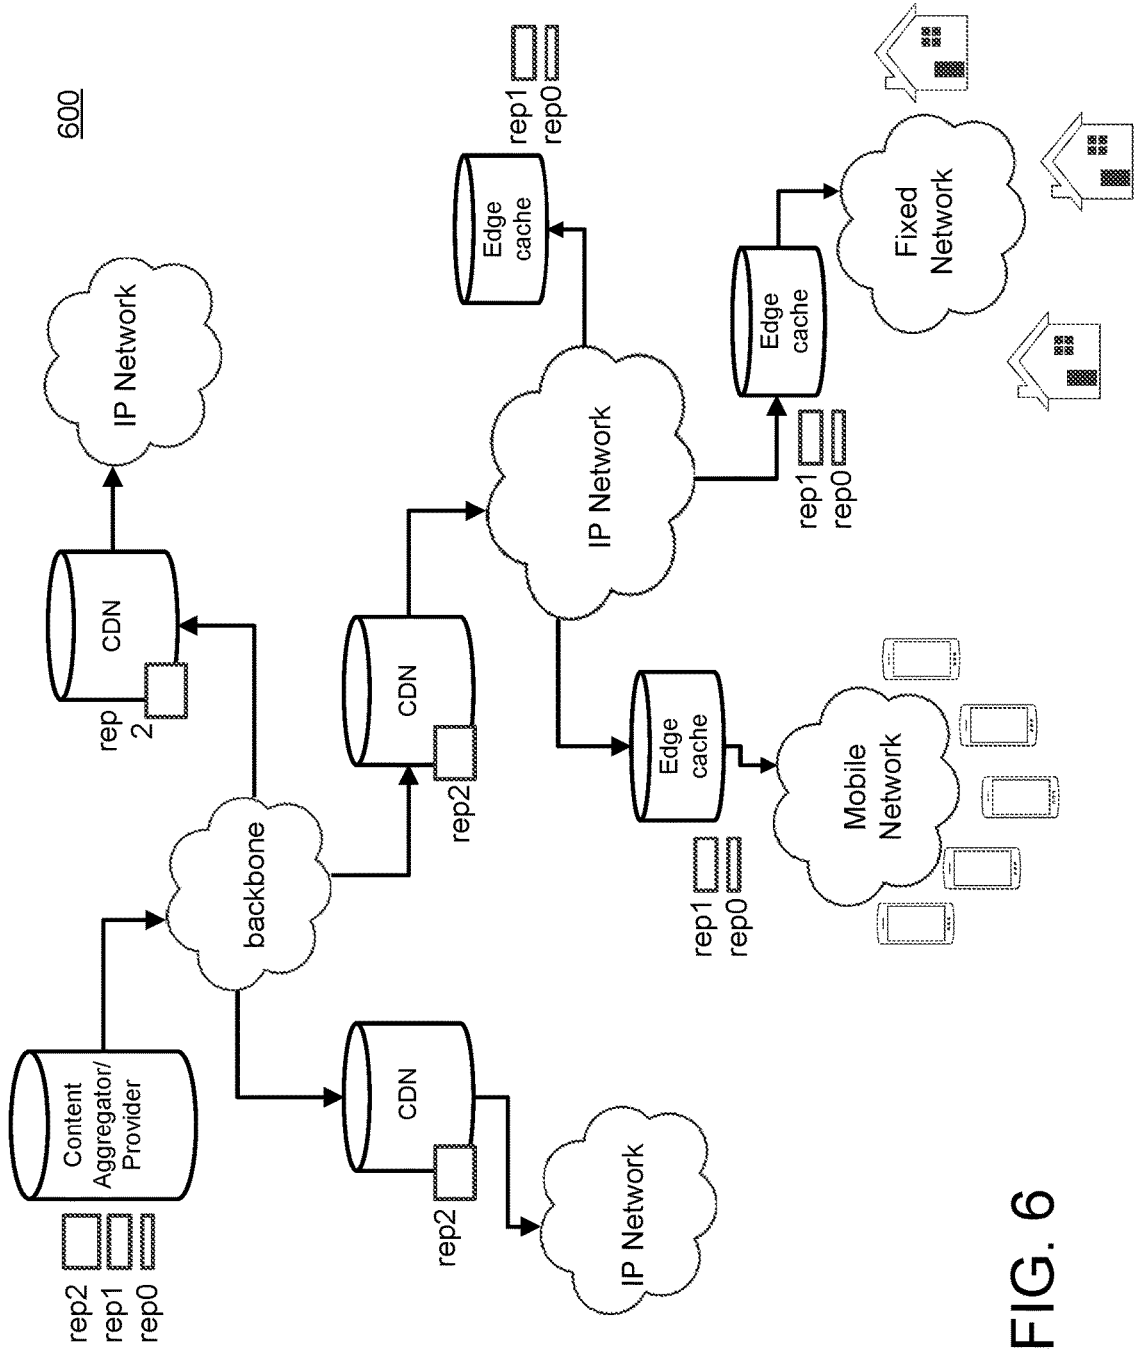 600
Content
Aggregator/
Provider
rep2
rep1
rep0
backbone
CDN
rep
2
IP Network
CDN
rep2
IP Network
CDN
rep2
IP Network
Edge
cache
rep1
rep0
Edge
cache
rep1
rep0
Edge
cache
rep1
rep0
Mobile
Network
Fixed
Network
FIG. 6